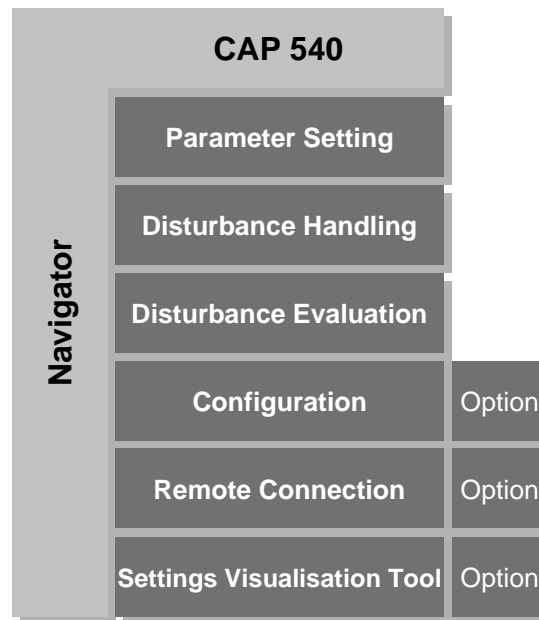 CAP 540
Navigator
Parameter Setting
Disturbance Handling
Disturbance Evaluation
Configuration
Option
Remote Connection
Option
Settings Visualisation Tool
Option